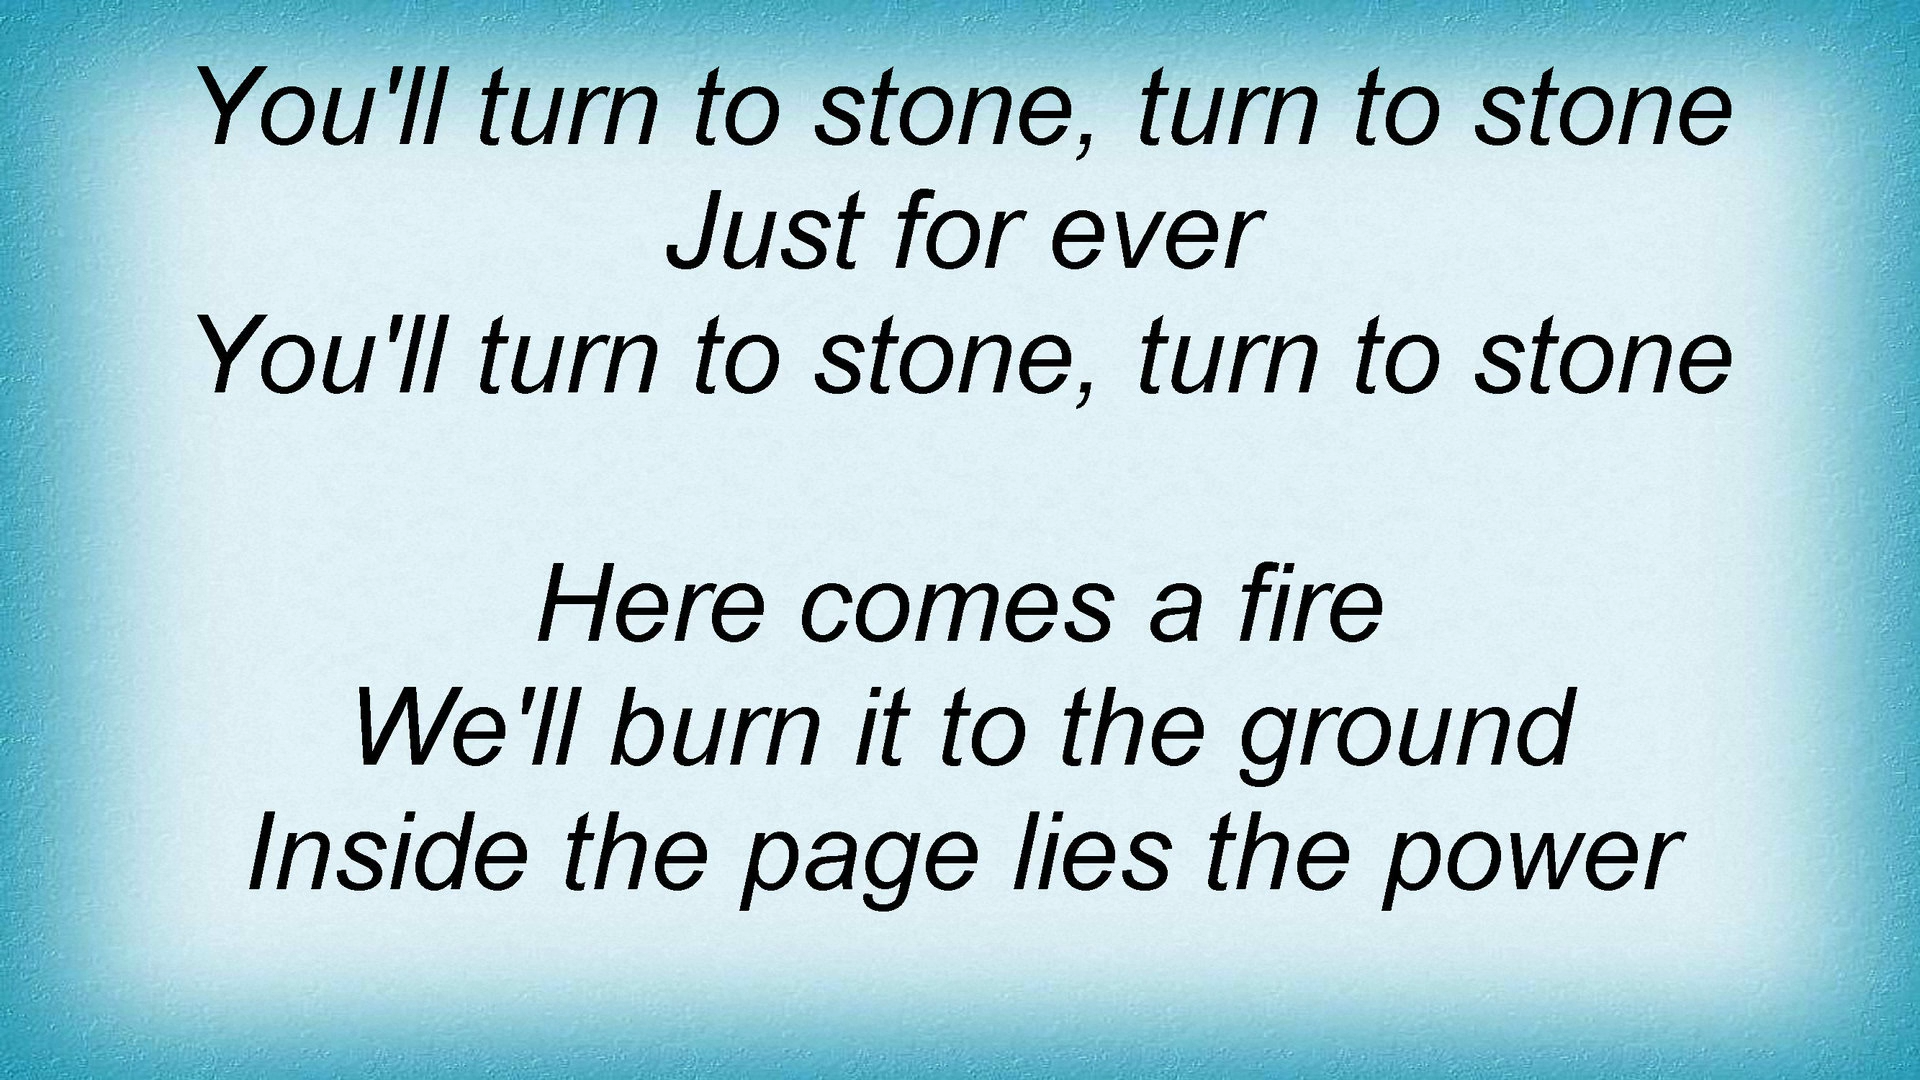 You'll turn to stone, turn to stone
Just for ever
You'll turn to stone, turn to stone
Here comes a fire
We'll burn it to the ground
Inside the page lies the power